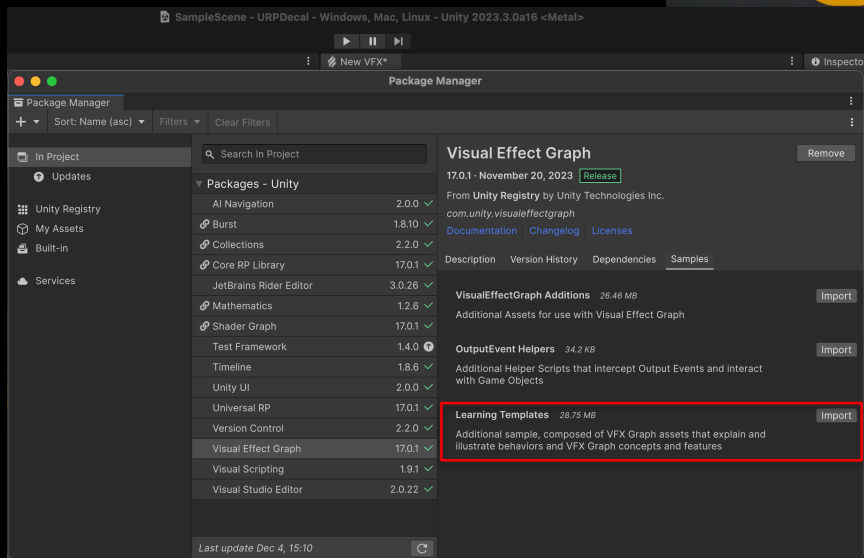 SampleScene - URPDecal - Windows, Mac, Linux - Unity 2023.3.0a16 <Metal>
New VFX*
Inspecto
Package Manager
Package Manager
Sort: Name (asc)
Filters
Clear Filters
In Project
Updates
Unity Registry
My Assets
Built-in
Services
Search In Project
Packages - Unity
AI Navigation 2.0.0
Burst 1.8.10
Collections 2.2.0
Core RP Library 17.0.1
JetBrains Rider Editor 3.0.26
Mathematics 1.2.6
Shader Graph 17.0.1
Test Framework 1.4.0
Timeline 1.8.6
Unity UI 2.0.0
Universal RP 17.0.1
Version Control 2.2.0
Visual Effect Graph 17.0.1
Visual Scripting 1.9.1
Visual Studio Editor 2.0.22
Last update Dec 4, 15:10
Visual Effect Graph
Remove
17.0.1 · November 20, 2023 Release
From Unity Registry by Unity Technologies Inc.
com.unity.visualeffectgraph
Documentation Changelog Licenses
Description Version History Dependencies Samples
VisualEffectGraph Additions 26.46 MB Import
Additional Assets for use with Visual Effect Graph
OutputEvent Helpers 34.2 KB Import
Additional Helper Scripts that intercept Output Events and interact
with Game Objects
Learning Templates 28.75 MB Import
Additional sample, composed of VFX Graph assets that explain and
illustrate behaviors and VFX Graph concepts and features